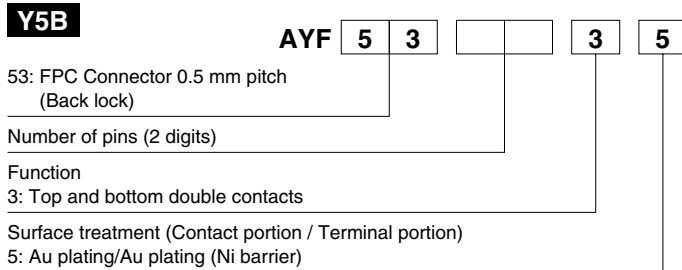 Y5B
AYF 5 3 3 5
53: FPC Connector 0.5 mm pitch
(Back lock)
Number of pins (2 digits)
Function
3: Top and bottom double contacts
Surface treatment (Contact portion / Terminal portion)
5: Au plating/Au plating (Ni barrier)